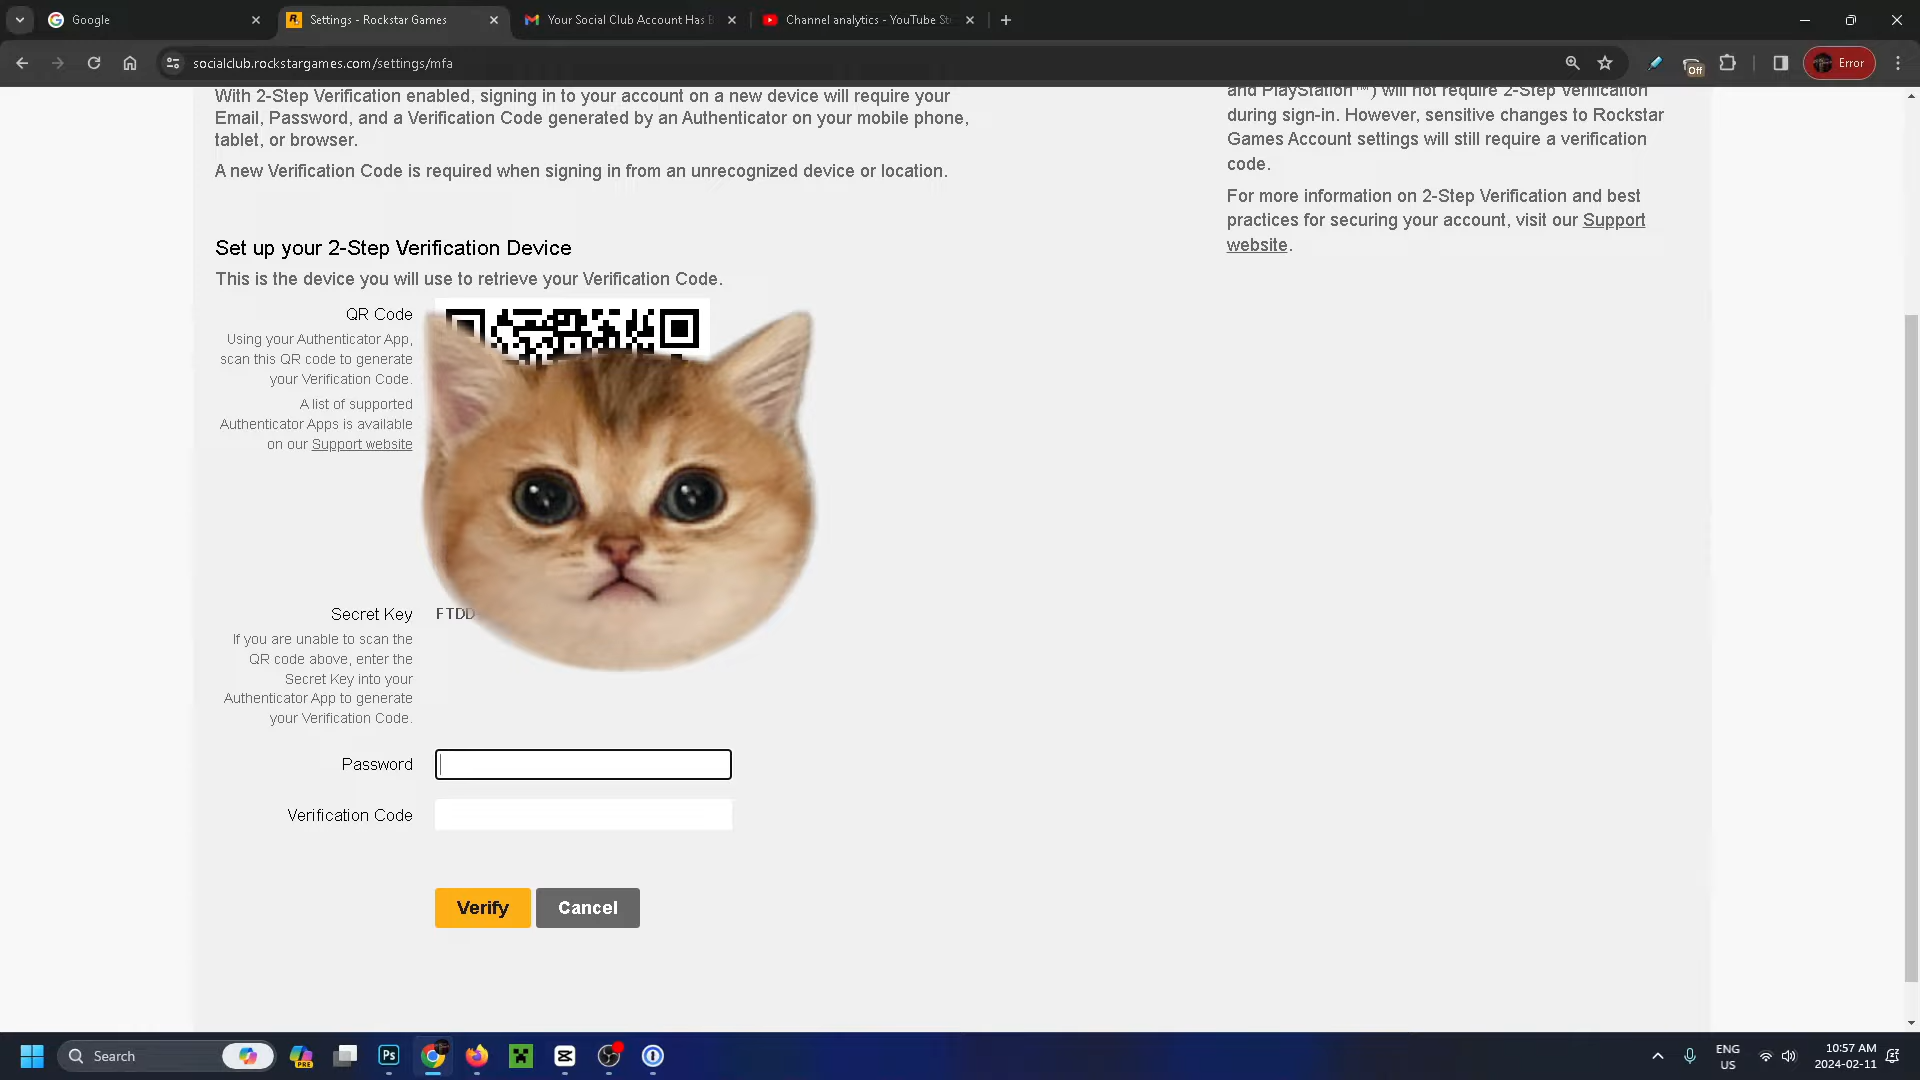 Google
Settings - Rockstar Games
Your Social Club Account Has
Channel analytics - YouTube
socialclub.rockstargames.com/settings/mfa
Off
Error
With 2-Step Verification enabled, signing in to your account on a new device will require your
Email, Password, and a Verification Code generated by an Authenticator on your mobile phone,
tablet, or browser.
A new Verification Code is required when signing in from an unrecognized device or location.
and PlayStation™) will not require 2-Step Verification
during sign-in. However, sensitive changes to Rockstar
Games Account settings will still require a verification
code.
For more information on 2-Step Verification and best
practices for securing your account, visit our Support
website.
Set up your 2-Step Verification Device
This is the device you will use to retrieve your Verification Code.
QR Code
Using your Authenticator App,
scan this QR code to generate
your Verification Code.
A list of supported
Authenticator Apps is available
on our Support website
Secret Key
FTDD
If you are unable to scan the
QR code above, enter the
Secret Key into your
Authenticator App to generate
your Verification Code.
Password
Verification Code
Verify
Cancel
Search
PRE
Ps
ENG
US
10:57 AM
2024-02-11